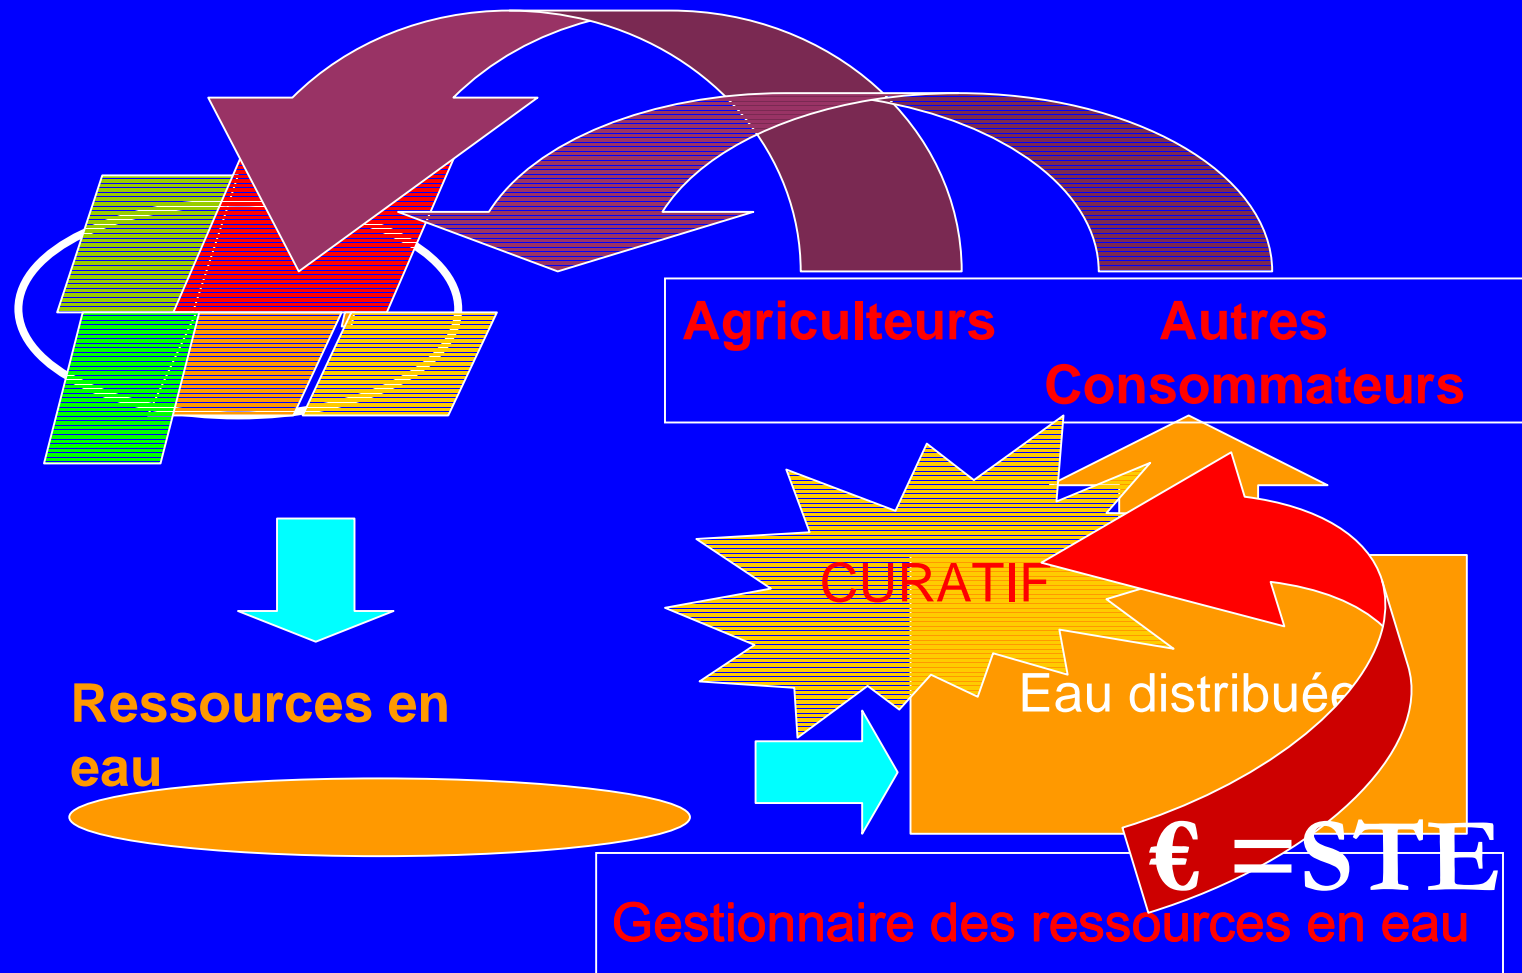 Agriculteurs
Autres
Consommateurs
CURATIF
Ressources en
eau
Eau distribuée
€ =STE
Gestionnaire des ressources en eau